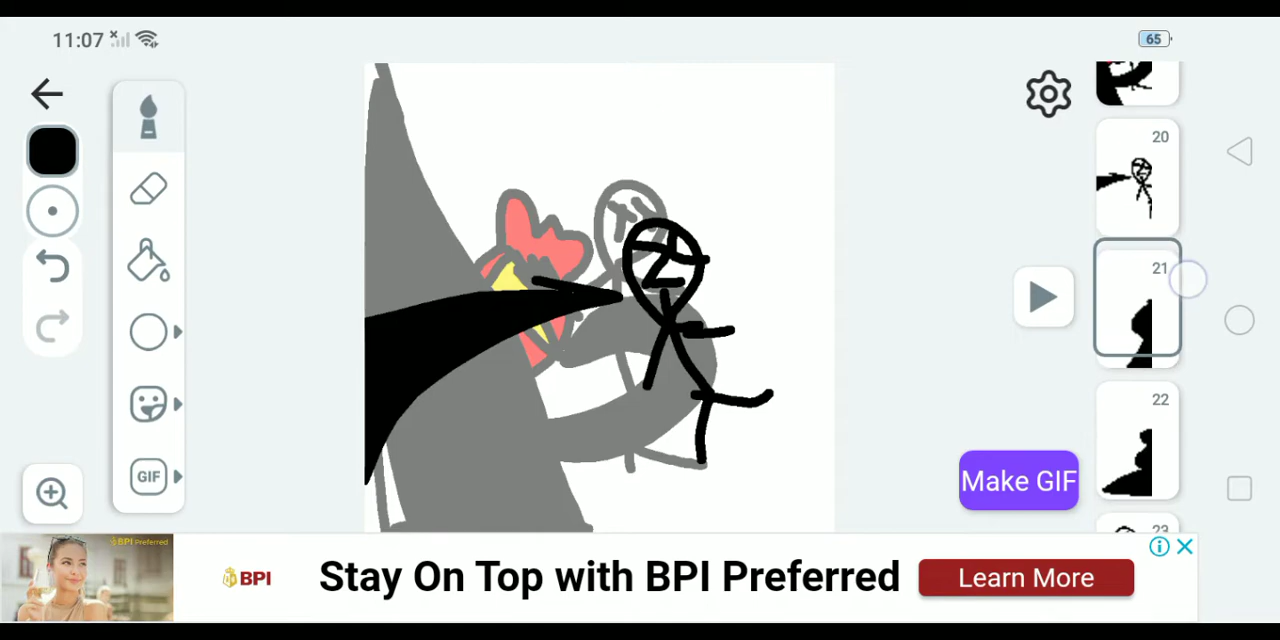 11:07
65
20
21
22
23
GIF
Make GIF
Z
BPI Preferred
BPI
Stay On Top with BPI Preferred
Learn More